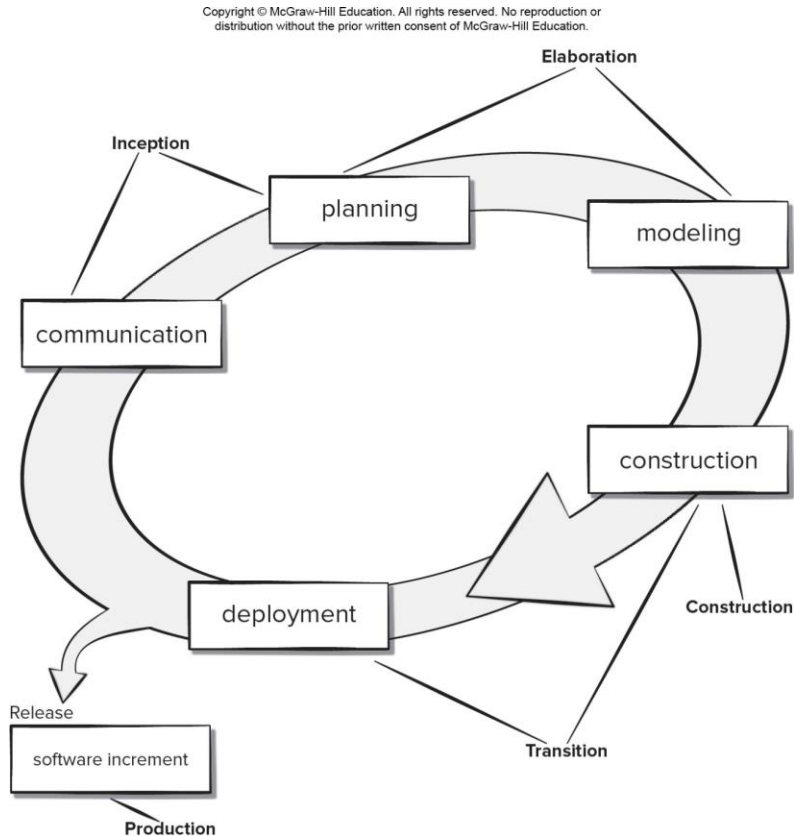 Copyright © McGraw-Hill Education. All rights reserved. No reproduction or
distribution without the prior written consent of McGraw-Hill Education.
Elaboration
Inception
planning
modeling
communication
construction
deployment
Construction
Release
software increment
Transition
Production